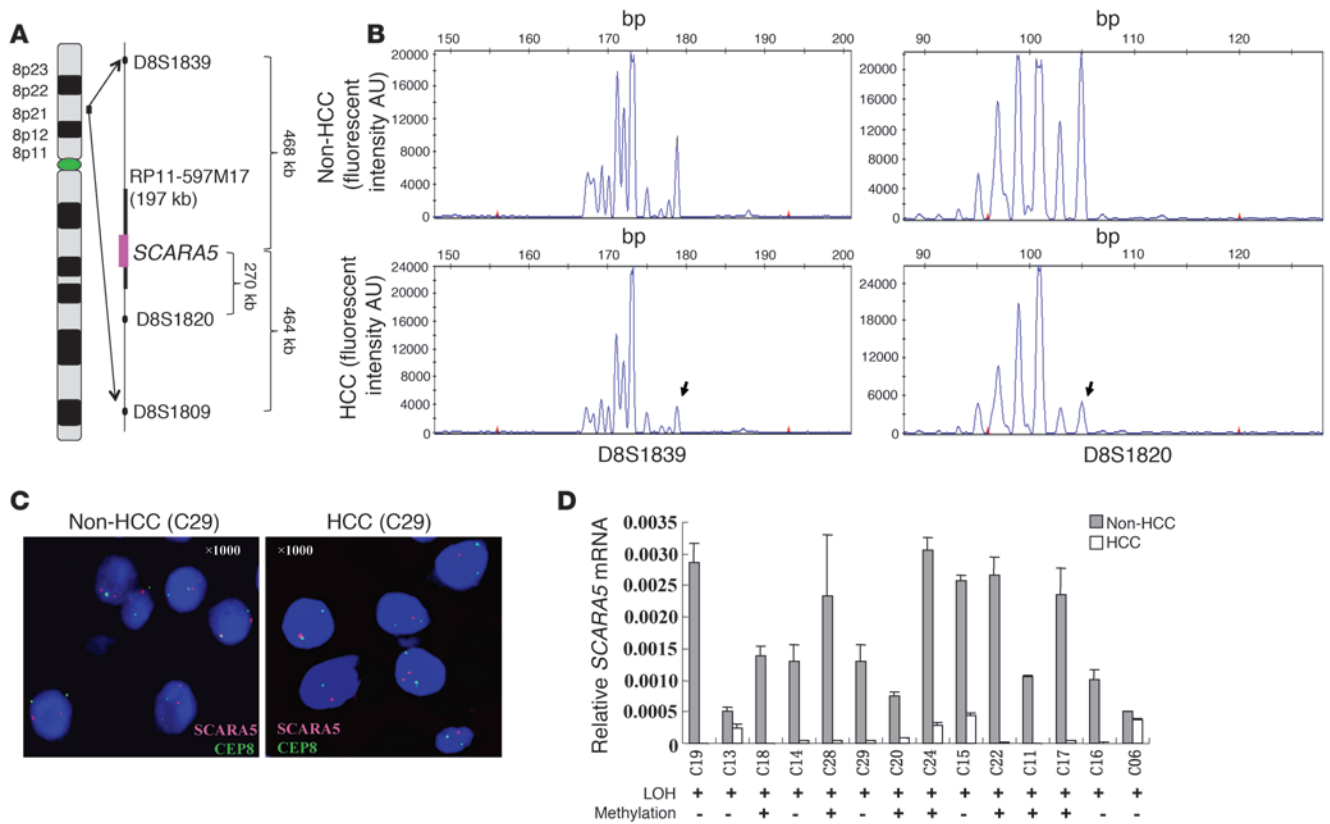 A
8p23
8p22
8p21
8p12
8p11
D8S1839
RP11-597M17
(197 kb)
SCARA5
D8S1820
D8S1809
468 kb
270 kb
464 kb
B
bp
150 160 170 180 190 200
Non-HCC
(fluorescent
intensity AU)
20000
16000
12000
8000
4000
0
bp
90 100 110 120
20000
16000
12000
8000
4000
0
bp
150 160 170 180 190 200
HCC (fluorescent
intensity AU)
24000
20000
16000
12000
8000
4000
0
D8S1839
bp
90 100 110 120
24000
18000
12000
6000
0
D8S1820
C
Non-HCC (C29)
×1000
SCARA5
CEP8
HCC (C29)
×1000
SCARA5
CEP8
D
Relative SCARA5 mRNA
0.0035
0.0030
0.0025
0.0020
0.0015
0.0010
0.0005
0
Non-HCC
HCC
C19 C13 C18 C14 C28 C29 C20 C24 C15 C22 C11 C17 C16 C06
LOH + + + + + + + + + + + + + +
Methylation - - + - + - + + - + + + - -